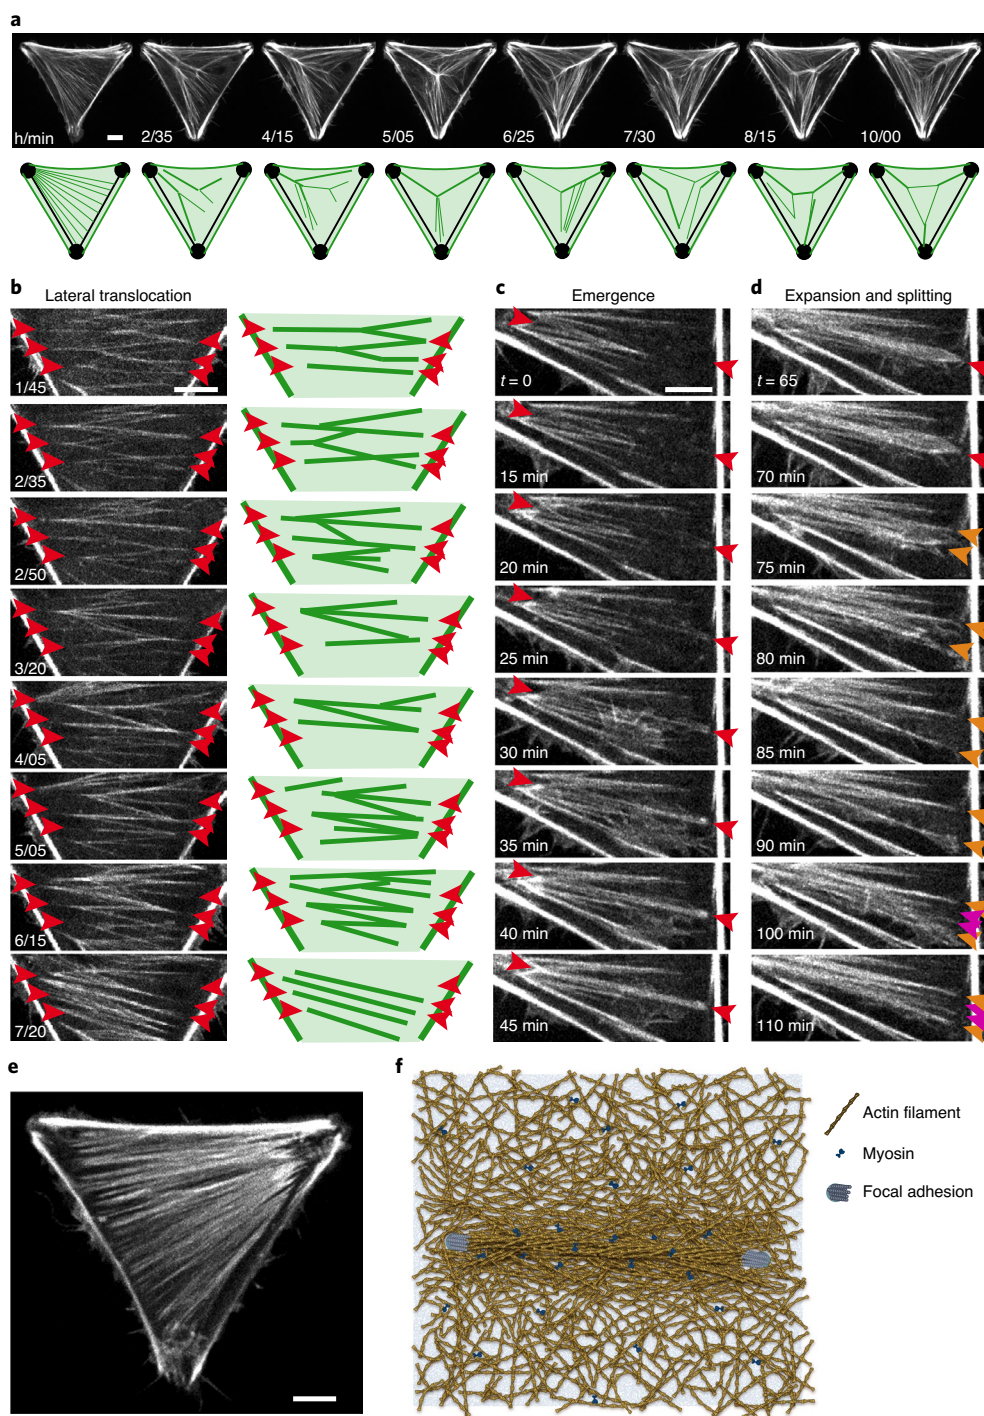 a
h/min
2/35
4/15
5/05
6/25
7/30
8/15
10/00
b
Lateral translocation
1/45
2/35
2/50
3/20
4/05
5/05
6/15
7/20
c
Emergence
t = 0
15 min
20 min
25 min
30 min
35 min
40 min
45 min
d
Expansion and splitting
t = 65
70 min
75 min
80 min
85 min
90 min
100 min
110 min
e
f
Actin filament
Myosin
Focal adhesion